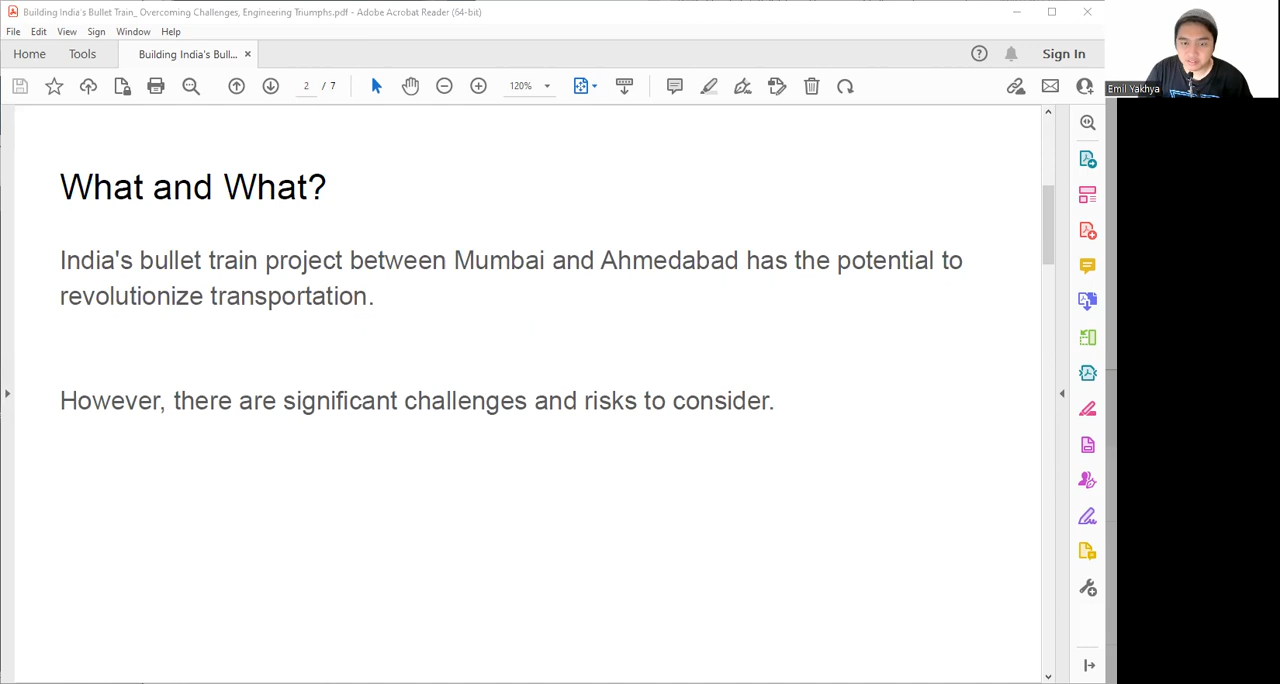 Building India's Bullet Train_ Overcoming Challenges, Engineering Triumphs.pdf - Adobe Acrobat Reader (64-bit)
File Edit View Sign Window Help
Home Tools Building India's Bull... Sign In
2 / 7 120%
Emil Yakhya
What and What?
India's bullet train project between Mumbai and Ahmedabad has the potential to
revolutionize transportation.
However, there are significant challenges and risks to consider.